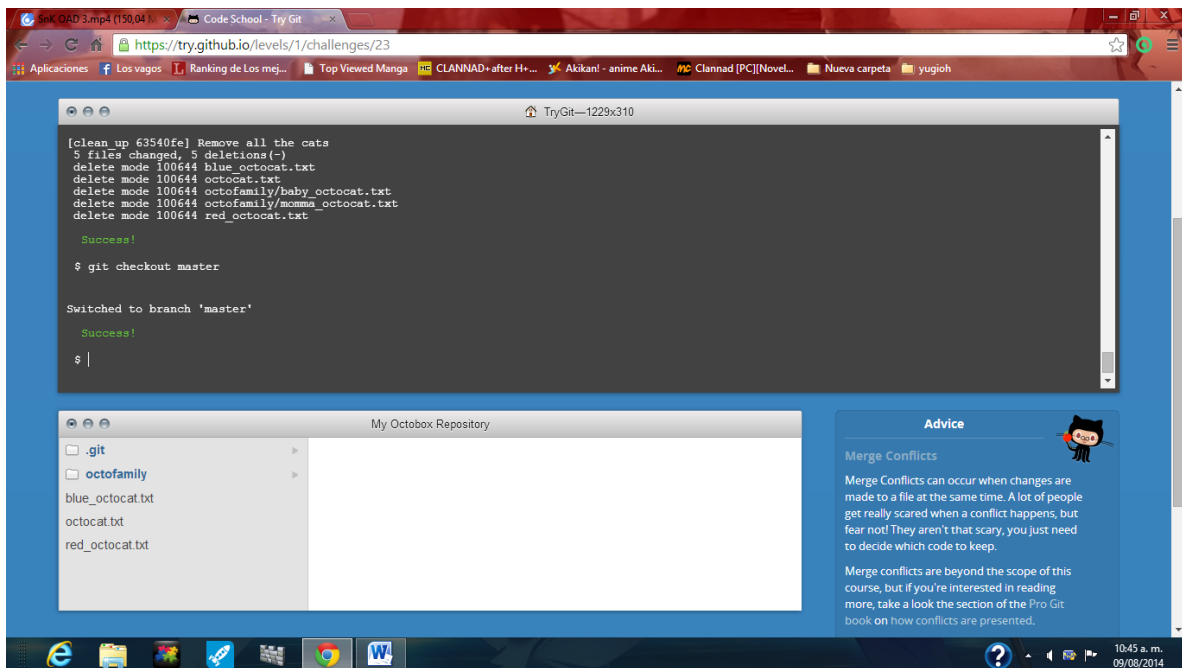 SnK OAD 3.mp4 (150,04 M
Code School - Try Git
https://try.github.io/levels/1/challenges/23
Aplicaciones
Los vagos
Ranking de Los mej...
Top Viewed Manga
CLANNAD+after H+...
Akikan! - anime Aki...
Clannad [PC][Novel...
Nueva carpeta
yugioh
TryGit—1229x310
[clean_up 63540fe] Remove all the cats
5 files changed, 5 deletions(-)
delete mode 100644 blue_octocat.txt
delete mode 100644 octocat.txt
delete mode 100644 octofamily/baby_octocat.txt
delete mode 100644 octofamily/momma_octocat.txt
delete mode 100644 red_octocat.txt
Success!
$ git checkout master
Switched to branch 'master'
Success!
$
My Octobox Repository
.git
octofamily
blue_octocat.txt
octocat.txt
red_octocat.txt
Advice
Merge Conflicts
Merge Conflicts can occur when changes are
made to a file at the same time. A lot of people
get really scared when a conflict happens, but
fear not! They aren't that scary, you just need
to decide which code to keep.
Merge conflicts are beyond the scope of this
course, but if you're interested in reading
more, take a look the section of the Pro Git
book on how conflicts are presented.
10:45 a. m.
09/08/2014